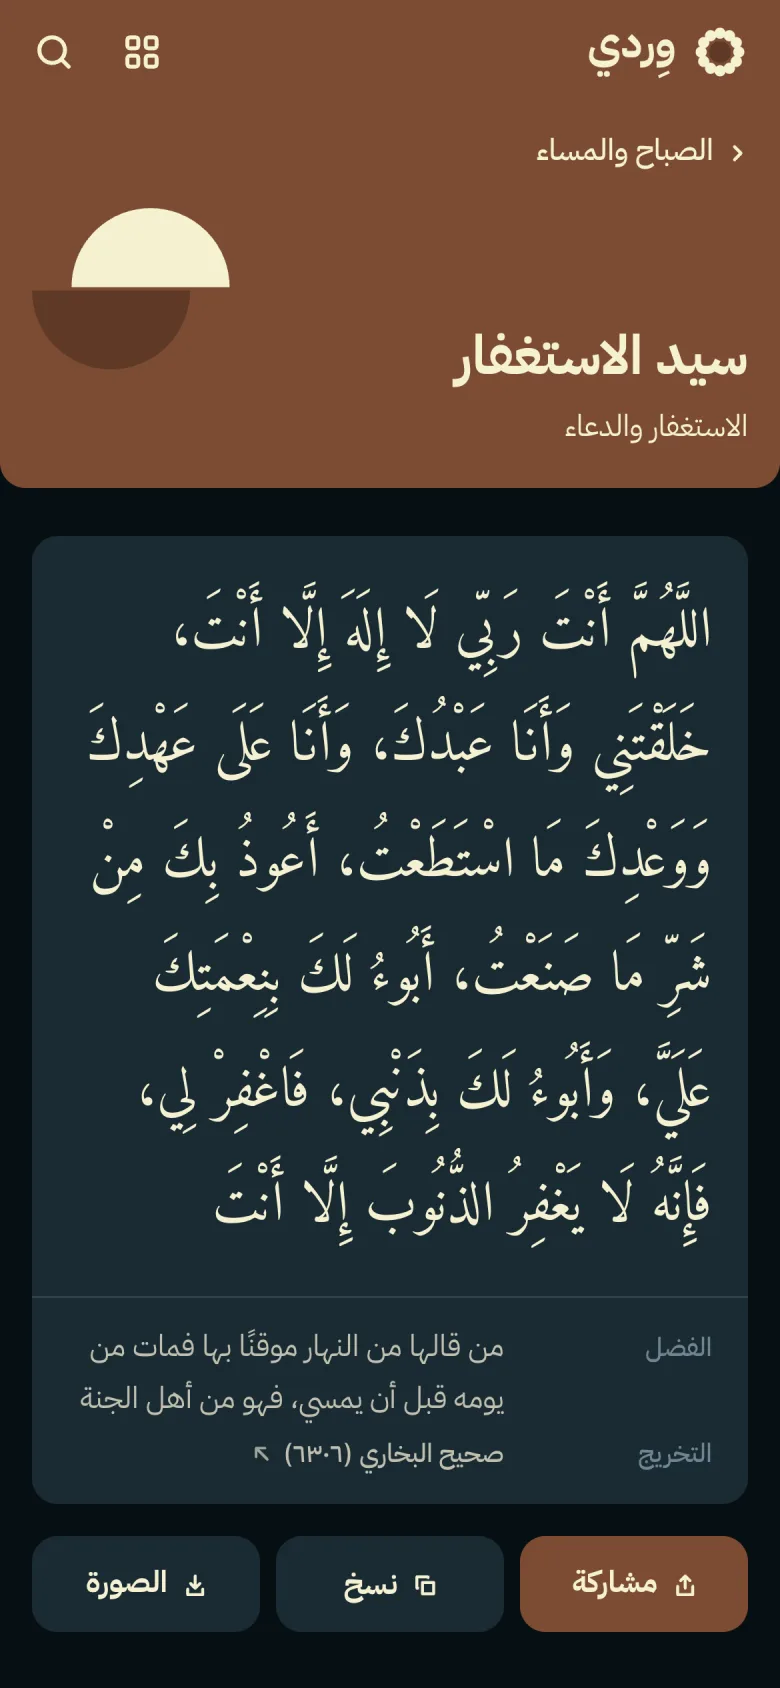 وِردي
الصباح والمساء
سيد الاستغفار
الاستغفار والدعاء
اللَّهُمَّ أَنْتَ رَبِّي لَا إِلَهَ إِلَّا أَنْتَ،
خَلَقْتَنِي وَأَنَا عَبْدُكَ، وَأَنَا عَلَى عَهْدِكَ
وَوَعْدِكَ مَا اسْتَطَعْتُ، أَعُوذُ بِكَ مِنْ
شَرِّ مَا صَنَعْتُ، أَبُوءُ لَكَ بِنِعْمَتِكَ
عَلَيَّ، وَأَبُوءُ لَكَ بِذَنْبِي، فَاغْفِرْ لِي،
فَإِنَّهُ لَا يَغْفِرُ الذُّنُوبَ إِلَّا أَنْتَ
الفضل
من قالها من النهار موقنًا بها فمات من
يومه قبل أن يمسي، فهو من أهل الجنة
التخريج
صحيح البخاري (٦٣٠٦)
مشاركة
نسخ
الصورة